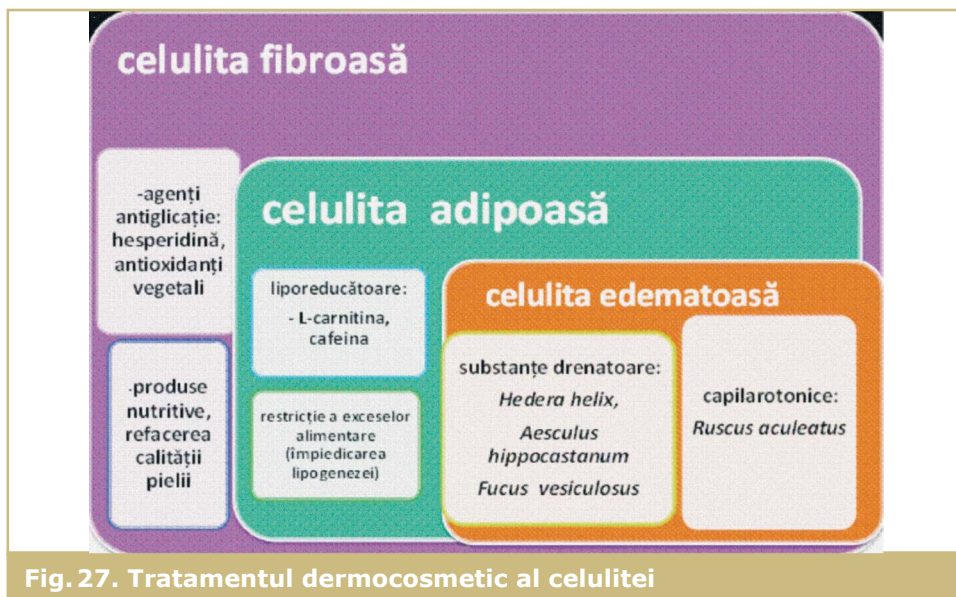 celulita fibroasă
-agenți
antiglicație:
hesperidină,
antioxidanți
vegetali
-produse
nutritive,
refacerea
calității
pielii
celulita adipoasă
liporeducătoare:
- L-carnitina,
cafeina
restricție a exceselor
alimentare
(împiedicarea
lipogenezei)
celulita edematoasă
substanțe drenatoare:
Hedera helix,
Aesculus
hippocastanum
Fucus vesiculosus
capilarotonice:
Ruscus aculeatus
Fig. 27. Tratamentul dermocosmetic al celulitei